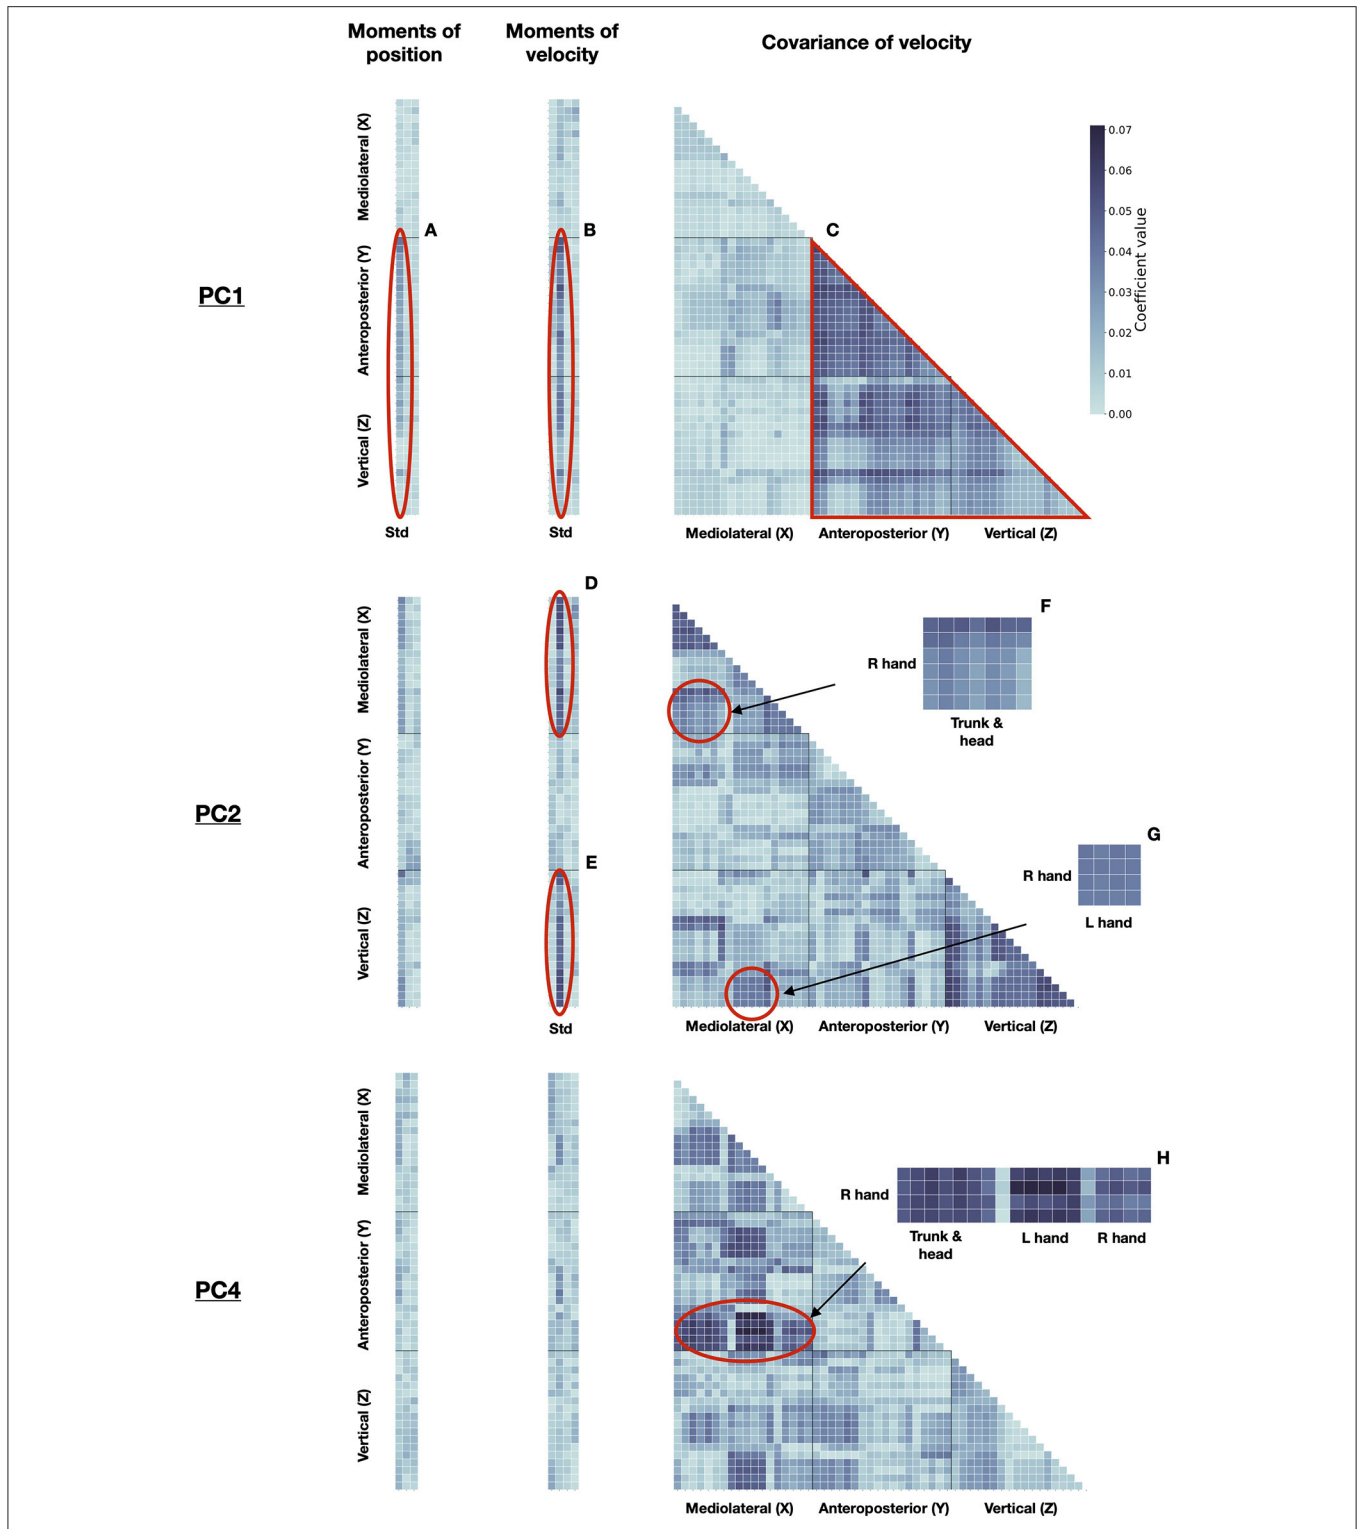 Moments of
position
Moments of
velocity
Covariance of velocity
PC1
Mediolateral (X)
Anteroposterior (Y)
Vertical (Z)
A
B
C
0.07
0.06
0.05
0.04
0.03
0.02
0.01
0.00
Coefficient value
Std
Std
Mediolateral (X)
Anteroposterior (Y)
Vertical (Z)
PC2
Mediolateral (X)
Anteroposterior (Y)
Vertical (Z)
D
E
F
R hand
Trunk &
head
G
R hand
L hand
Std
Mediolateral (X)
Anteroposterior (Y)
Vertical (Z)
PC4
Mediolateral (X)
Anteroposterior (Y)
Vertical (Z)
H
R hand
Trunk &
head
L hand
R hand
Mediolateral (X)
Anteroposterior (Y)
Vertical (Z)